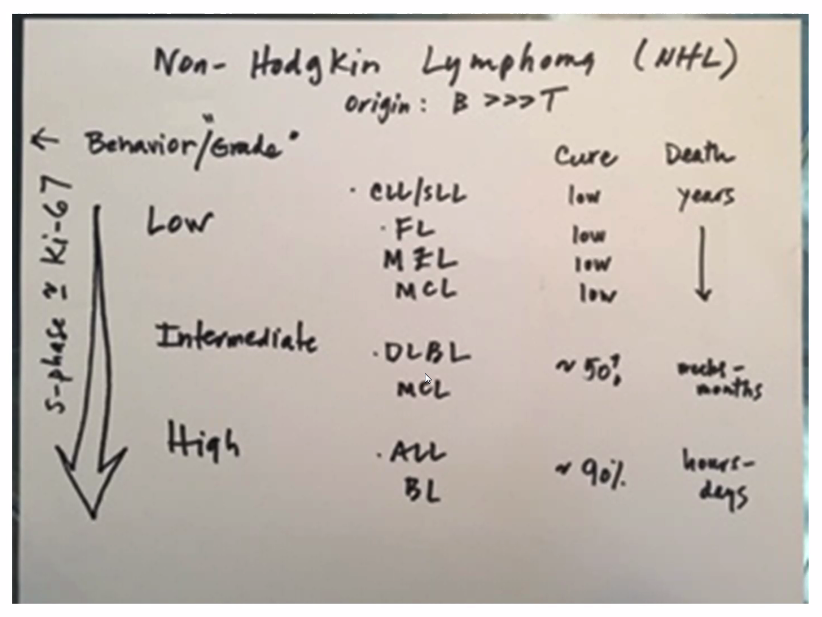 Non-Hodgkin Lymphoma (NHL)
Origin: B >>>T
← Behavior/"Grade" Cure Death
S-phase ≃ Ki-67
Low · CLL/SLL low years
· FL low
MZL low
MCL low
Intermediate · DLBL ~50% weeks-
MCL months
High · ALL ~90% hours-
BL days